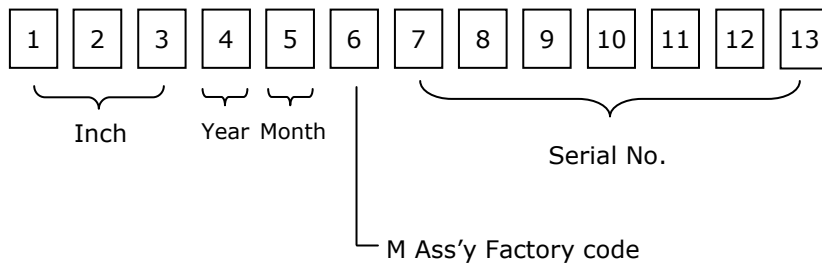 1 2 3 4 5 6 7 8 9 10 11 12 13
Inch Year Month
Serial No.
M Ass’y Factory code